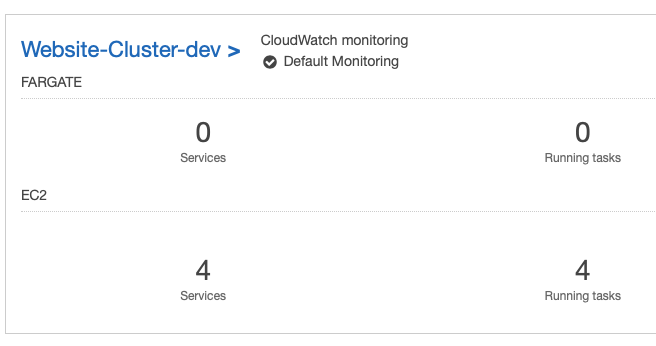 Website-Cluster-dev >
CloudWatch monitoring
Default Monitoring
FARGATE
0 0
Services Running tasks
EC2
4 4
Services Running tasks